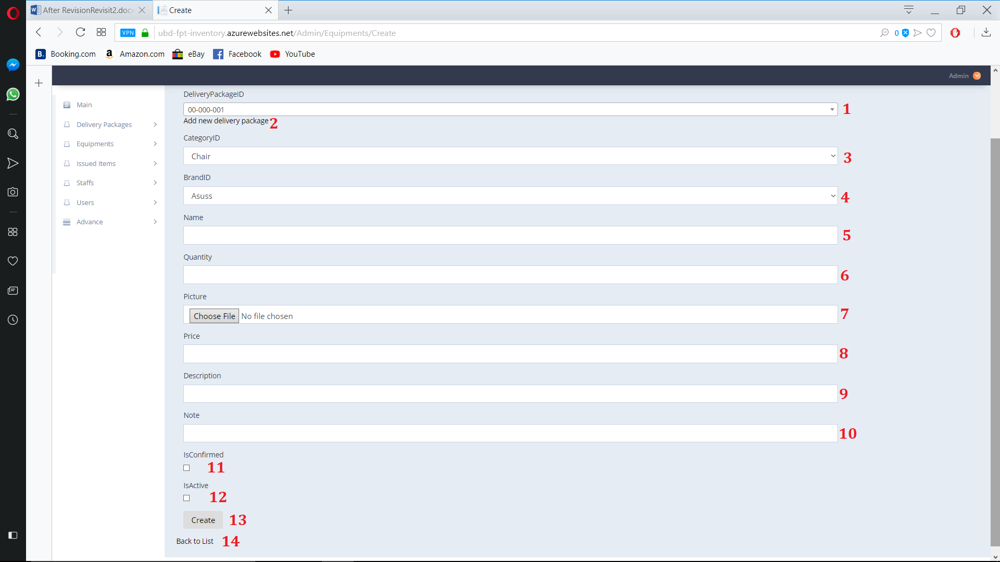 After RevisionRevisit2.docx
Create
VPN
ubd-fpt-inventory.azurewebsites.net/Admin/Equipments/Create
0
B. Booking.com
a Amazon.com
eBay
Facebook
YouTube
Admin
Main
Delivery Packages
Equipments
Issued Items
Staffs
Users
Advance
DeliveryPackageID
00-000-001 1
Add new delivery package 2
CategoryID
Chair 3
BrandID
Asuss 4
Name
5
Quantity
6
Picture
Choose File No file chosen 7
Price
8
Description
9
Note
10
IsConfirmed
11
IsActive
12
Create 13
Back to List 14